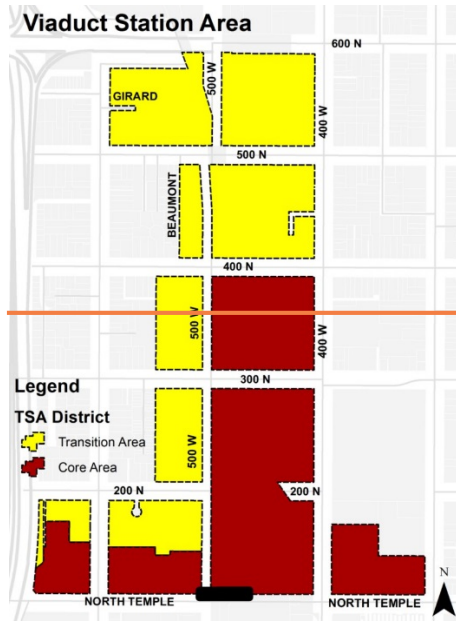 Viaduct Station Area
600 N
500 W
GIRARD
400 W
500 N
BEAUMONT
400 N
500 W
400 W
300 N
Legend
TSA District
Transition Area
Core Area
500 W
200 N
200 N
NORTH TEMPLE
NORTH TEMPLE
N